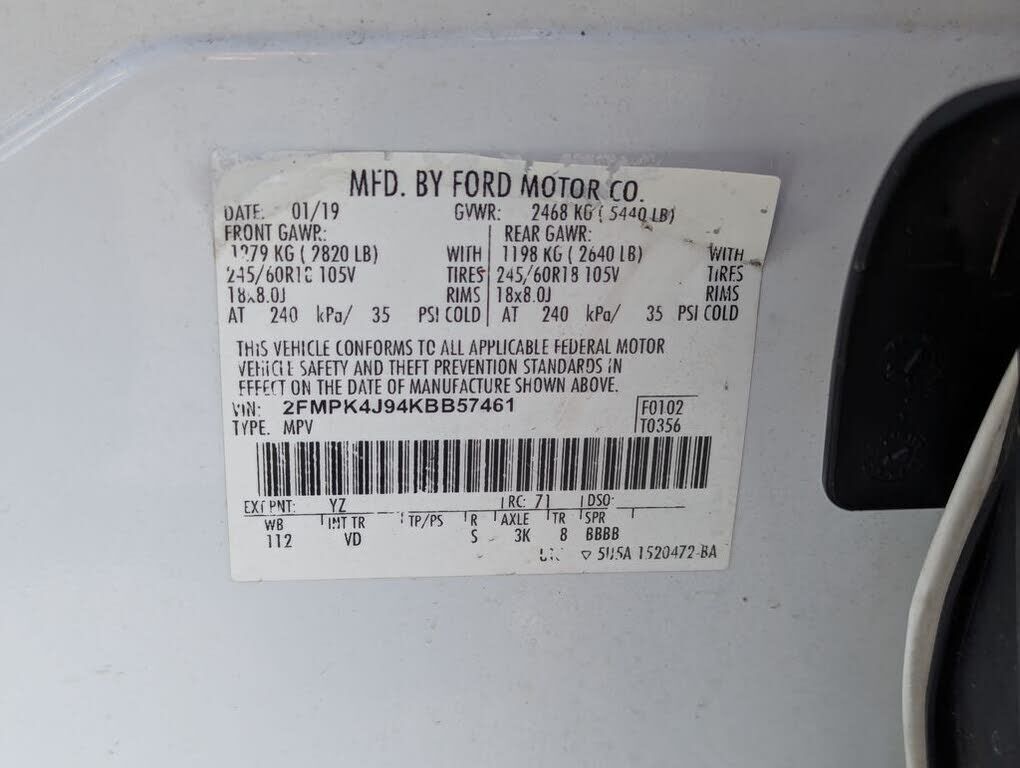 MFD. BY FORD MOTOR CO.
DATE: 01/19 GVWR: 2468 KG ( 5440 LB)
FRONT GAWR: REAR GAWR:
1279 KG ( 2820 LB) WITH 1198 KG ( 2640 LB) WITH
245/60R18 105V TIRES 245/60R18 105V TIRES
18x8.0J RIMS 18x8.0J RIMS
AT 240 kPa/ 35 PSI COLD AT 240 kPa/ 35 PSI COLD
THIS VEHICLE CONFORMS TO ALL APPLICABLE FEDERAL MOTOR
VEHICLE SAFETY AND THEFT PREVENTION STANDARDS IN
EFFECT ON THE DATE OF MANUFACTURE SHOWN ABOVE.
VIN: 2FMPK4J94KBB57461 F0102
TYPE: MPV T0356
EXT PNT: YZ RC: 71 DSO:
WB INT TR TP/PS R AXLE TR SPR
112 VD S 3K 8 BBBB
5U5A 1520472-BA